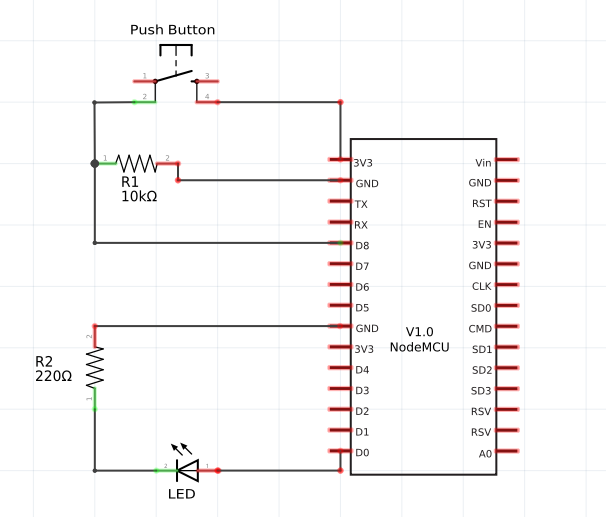 Push Button
1
3
2
4
1
2
R1
10kΩ
3V3
GND
TX
RX
D8
D7
D6
D5
GND
3V3
D4
D3
D2
D1
D0
V1.0
NodeMCU
Vin
GND
RST
EN
3V3
GND
CLK
SD0
CMD
SD1
SD2
SD3
RSV
RSV
A0
2
R2
220Ω
1
2
1
LED